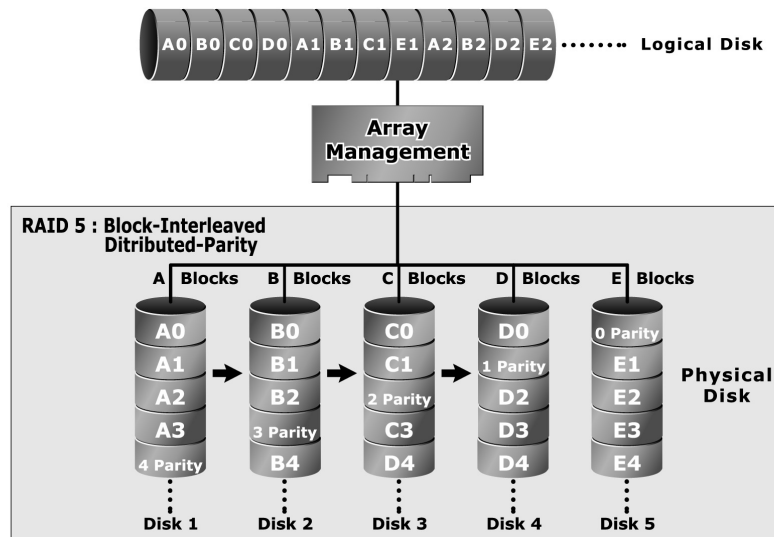 A0 B0 C0 D0 A1 B1 C1 E1 A2 B2 D2 E2 Logical Disk
Array
Management
RAID 5 : Block-Interleaved
Ditributed-Parity
A Blocks B Blocks C Blocks D Blocks E Blocks
A0 B0 C0 D0 0 Parity
A1 B1 C1 1 Parity E1
A2 B2 2 Parity D2 E2
A3 3 Parity C3 D3 E3
4 Parity B4 D4 D4 E4
Physical
Disk
Disk 1 Disk 2 Disk 3 Disk 4 Disk 5